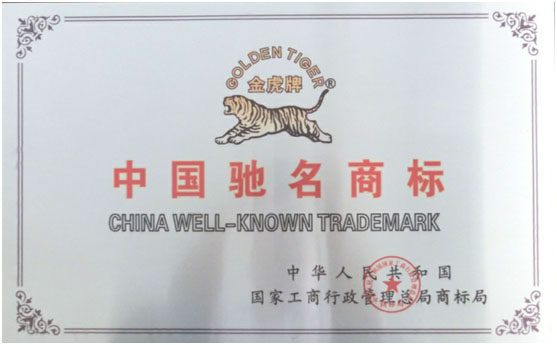 GOLDEN TIGER
金虎牌®
中国驰名商标
CHINA WELL-KNOWN TRADEMARK
中华人民共和国
国家工商行政管理总局商标局